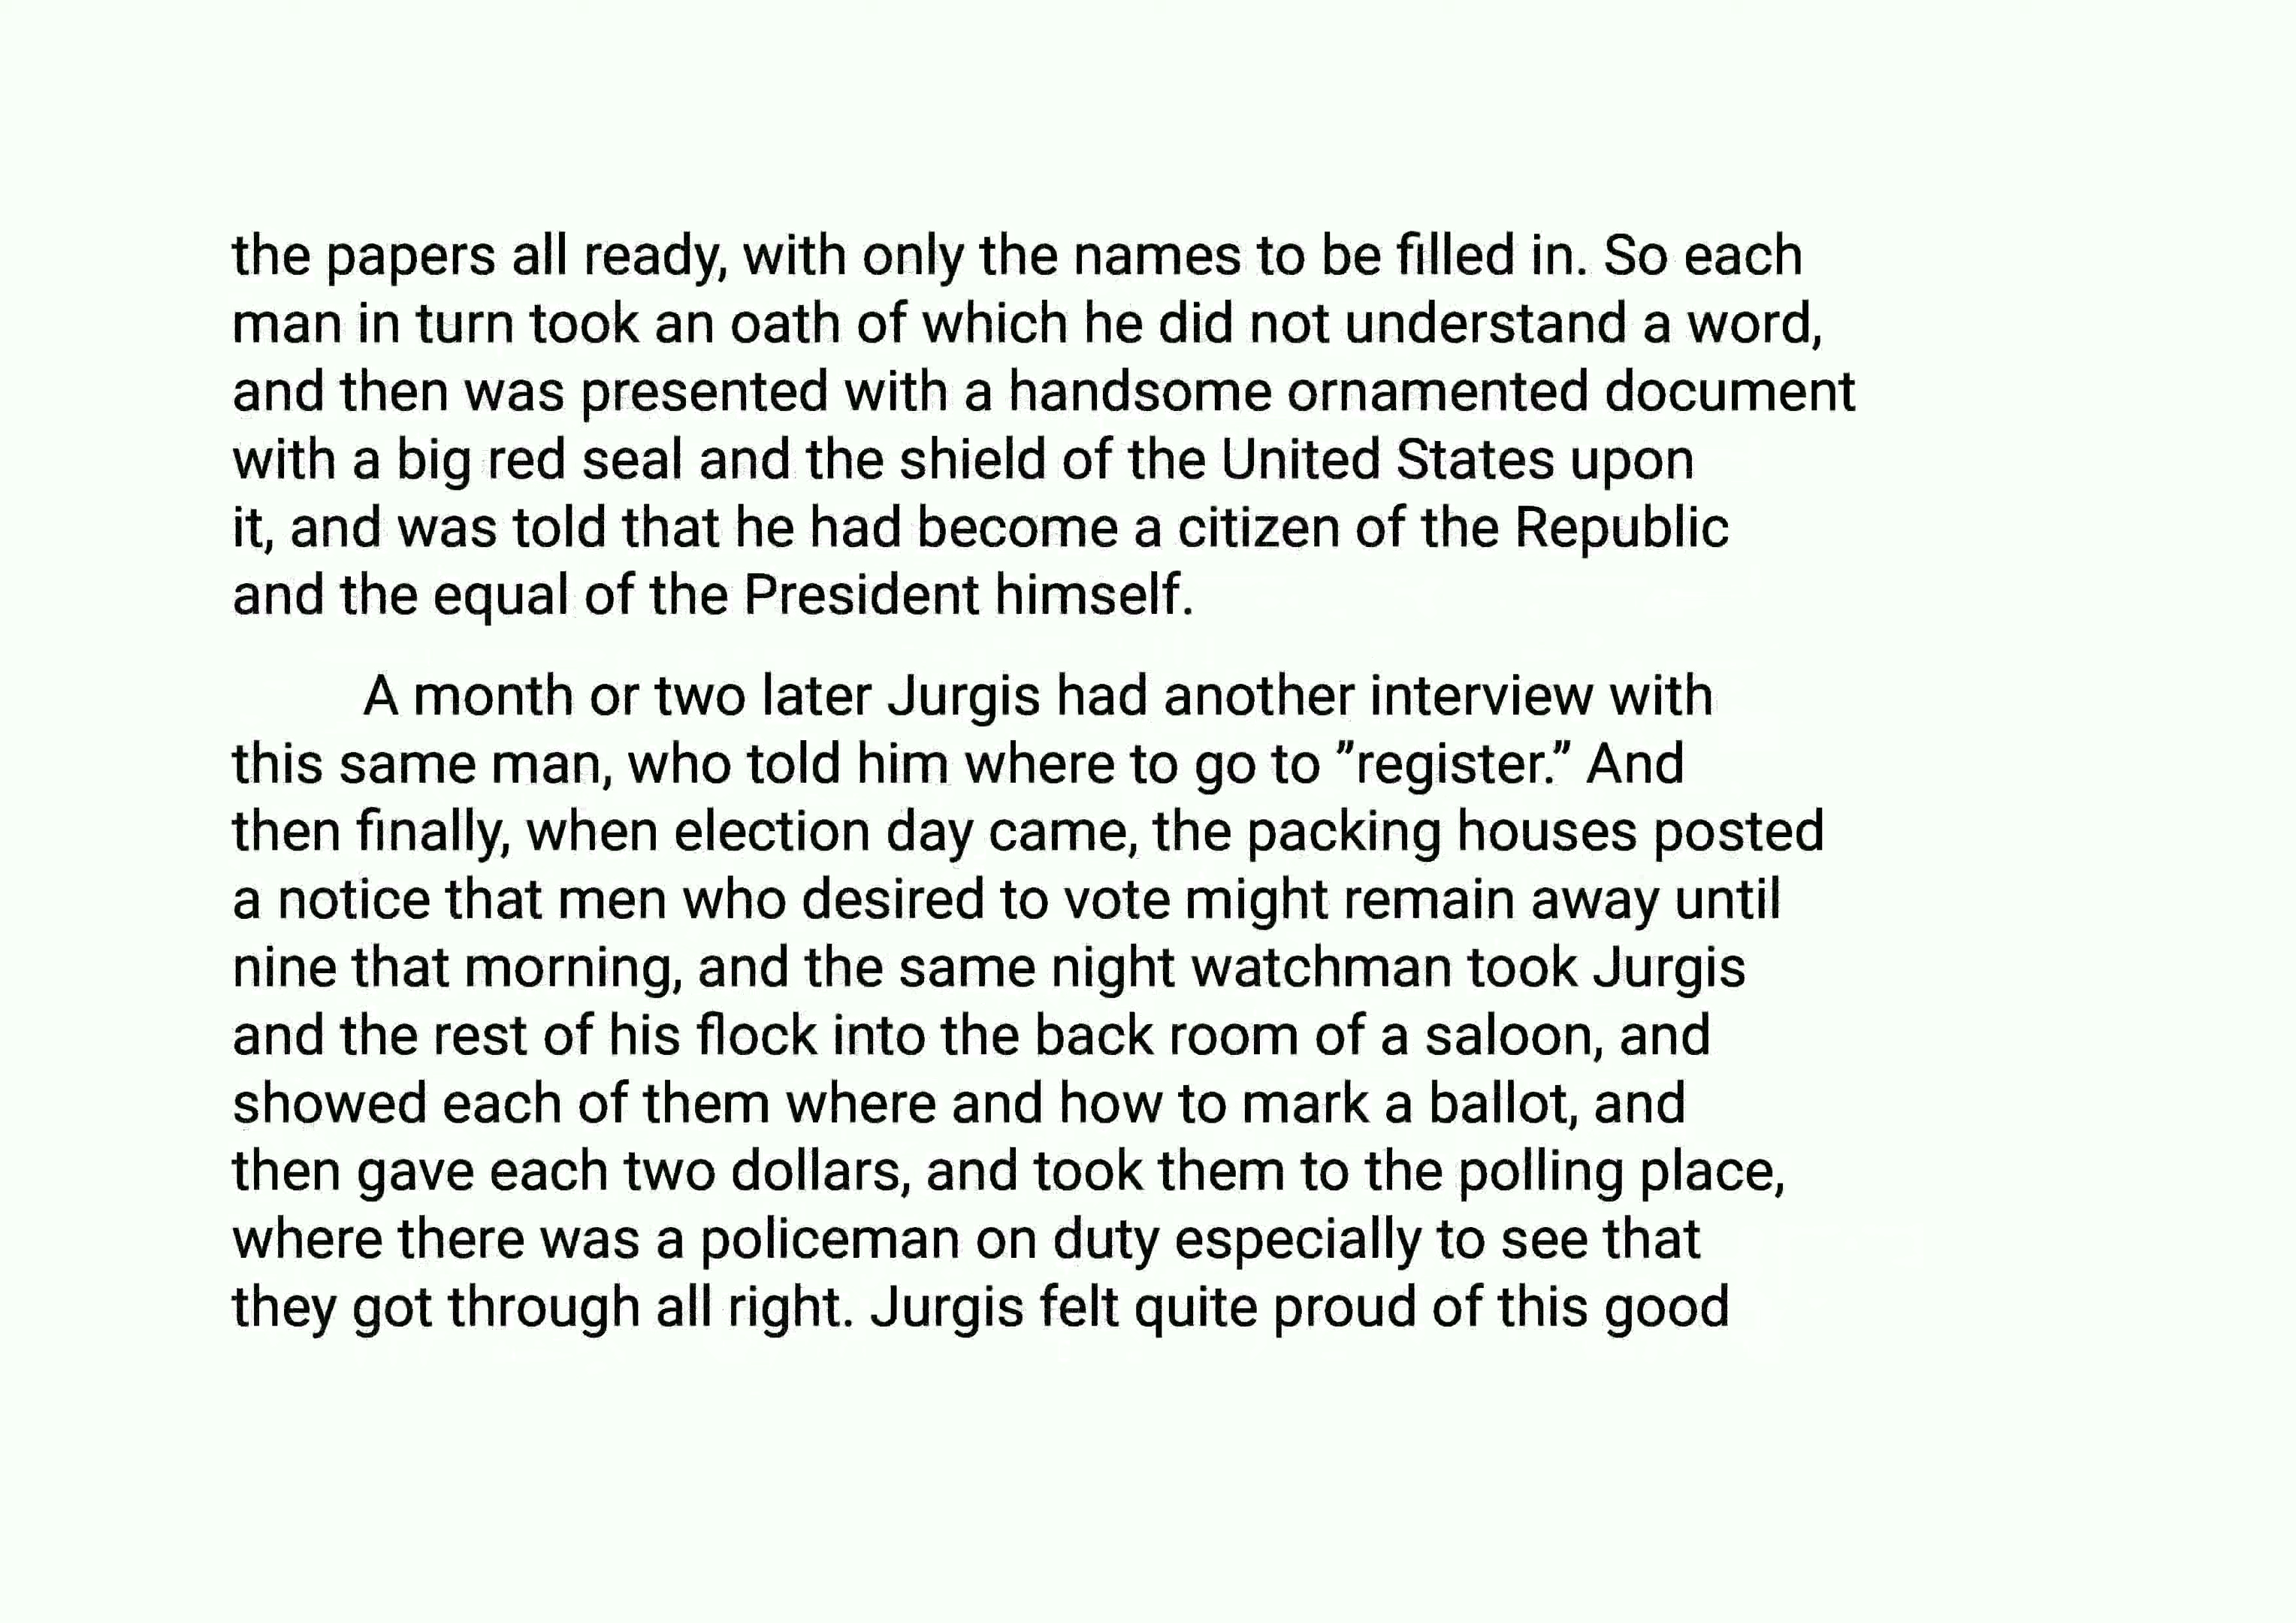 the papers all ready, with only the names to be filled in. So each
man in turn took an oath of which he did not understand a word,
and then was presented with a handsome ornamented document
with a big red seal and the shield of the United States upon
it, and was told that he had become a citizen of the Republic
and the equal of the President himself.
A month or two later Jurgis had another interview with
this same man, who told him where to go to ”register.” And
then finally, when election day came, the packing houses posted
a notice that men who desired to vote might remain away until
nine that morning, and the same night watchman took Jurgis
and the rest of his flock into the back room of a saloon, and
showed each of them where and how to mark a ballot, and
then gave each two dollars, and took them to the polling place,
where there was a policeman on duty especially to see that
they got through all right. Jurgis felt quite proud of this good